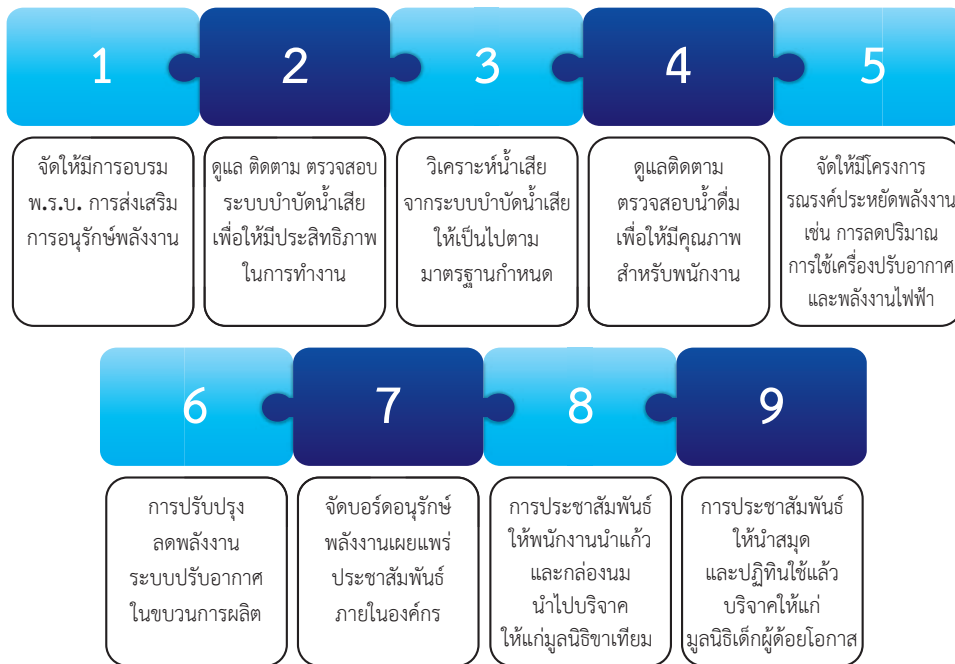 1
2
3
4
5
จัดให้มีการอบรม
พ.ร.บ. การส่งเสริม
การอนุรักษ์พลังงาน
ดูแล ติดตาม ตรวจสอบ
ระบบบำบัดน้ำเสีย
เพื่อให้มีประสิทธิภาพ
ในการทำงาน
วิเคราะห์น้ำเสีย
จากระบบบำบัดน้ำเสีย
ให้เป็นไปตาม
มาตรฐานกำหนด
ดูแลติดตาม
ตรวจสอบน้ำดื่ม
เพื่อให้มีคุณภาพ
สำหรับพนักงาน
จัดให้มีโครงการ
รณรงค์ประหยัดพลังงาน
เช่น การลดปริมาณ
การใช้เครื่องปรับอากาศ
และพลังงานไฟฟ้า
6
7
8
9
การปรับปรุง
ลดพลังงาน
ระบบปรับอากาศ
ในขบวนการผลิต
จัดบอร์ดอนุรักษ์
พลังงานเผยแพร่
ประชาสัมพันธ์
ภายในองค์กร
การประชาสัมพันธ์
ให้พนักงานนำแก้ว
และกล่องนม
นำไปบริจาค
ให้แก่มูลนิธิขาเทียม
การประชาสัมพันธ์
ให้นำสมุด
และปฏิทินใช้แล้ว
บริจาคให้แก่
มูลนิธิเด็กผู้ด้อยโอกาส